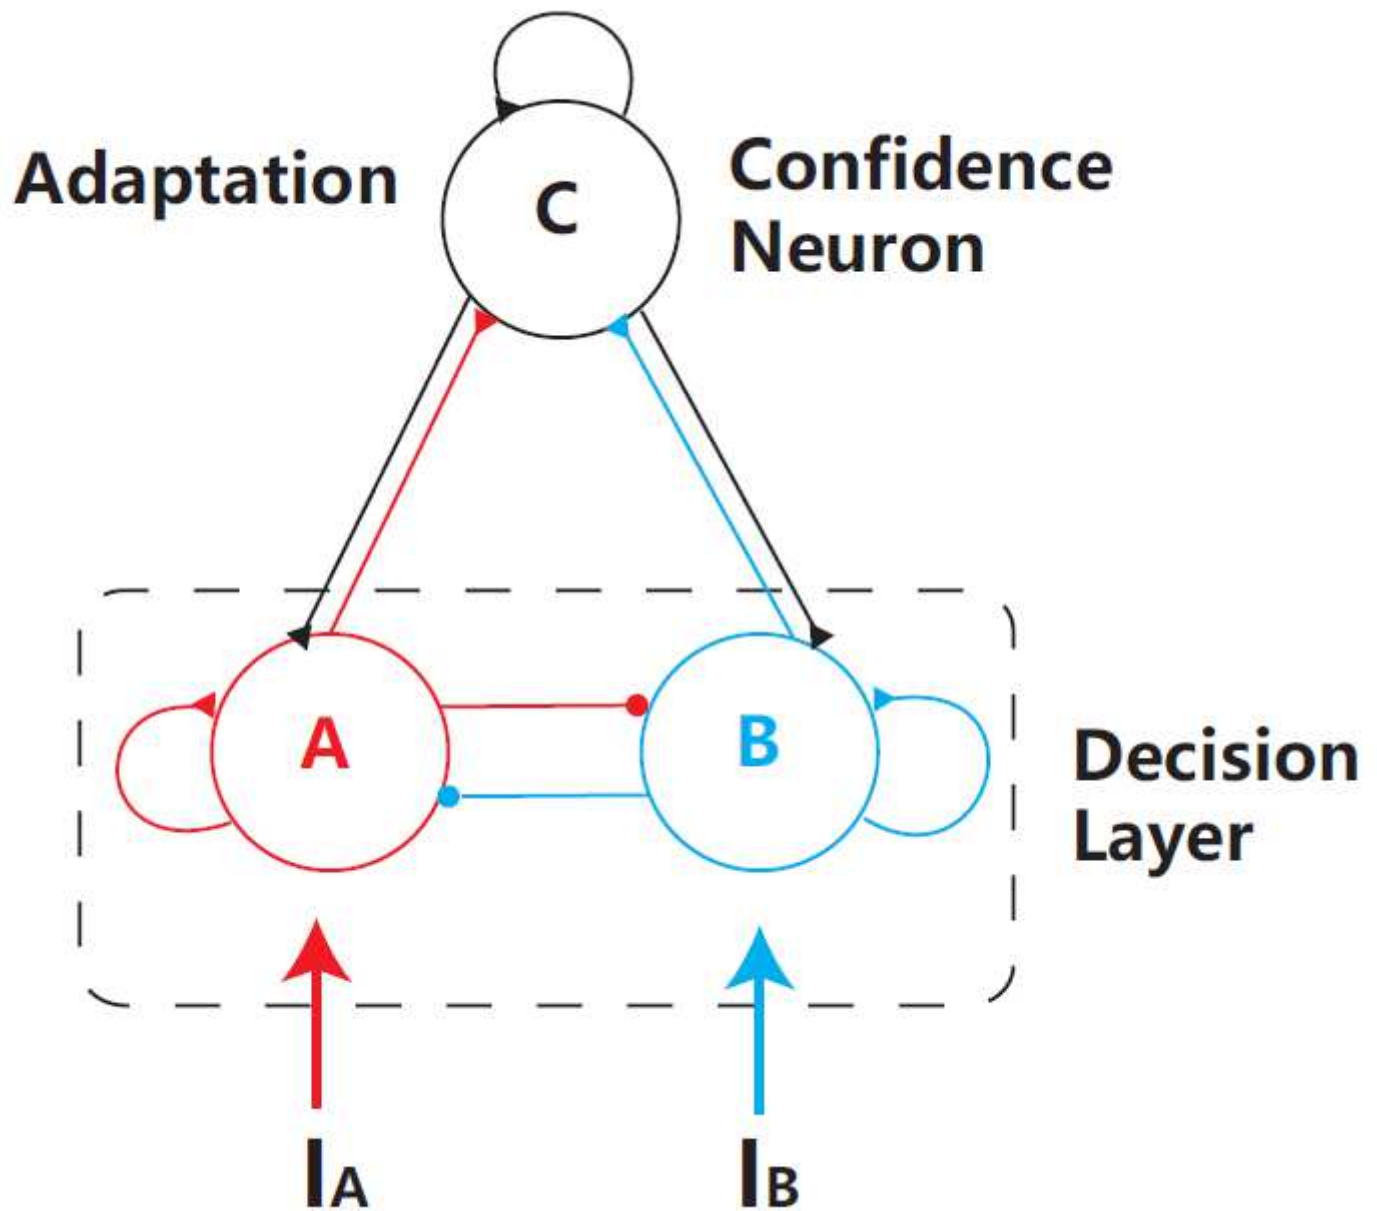 Adaptation
C
Confidence
Neuron
A
B
Decision
Layer
IA
IB